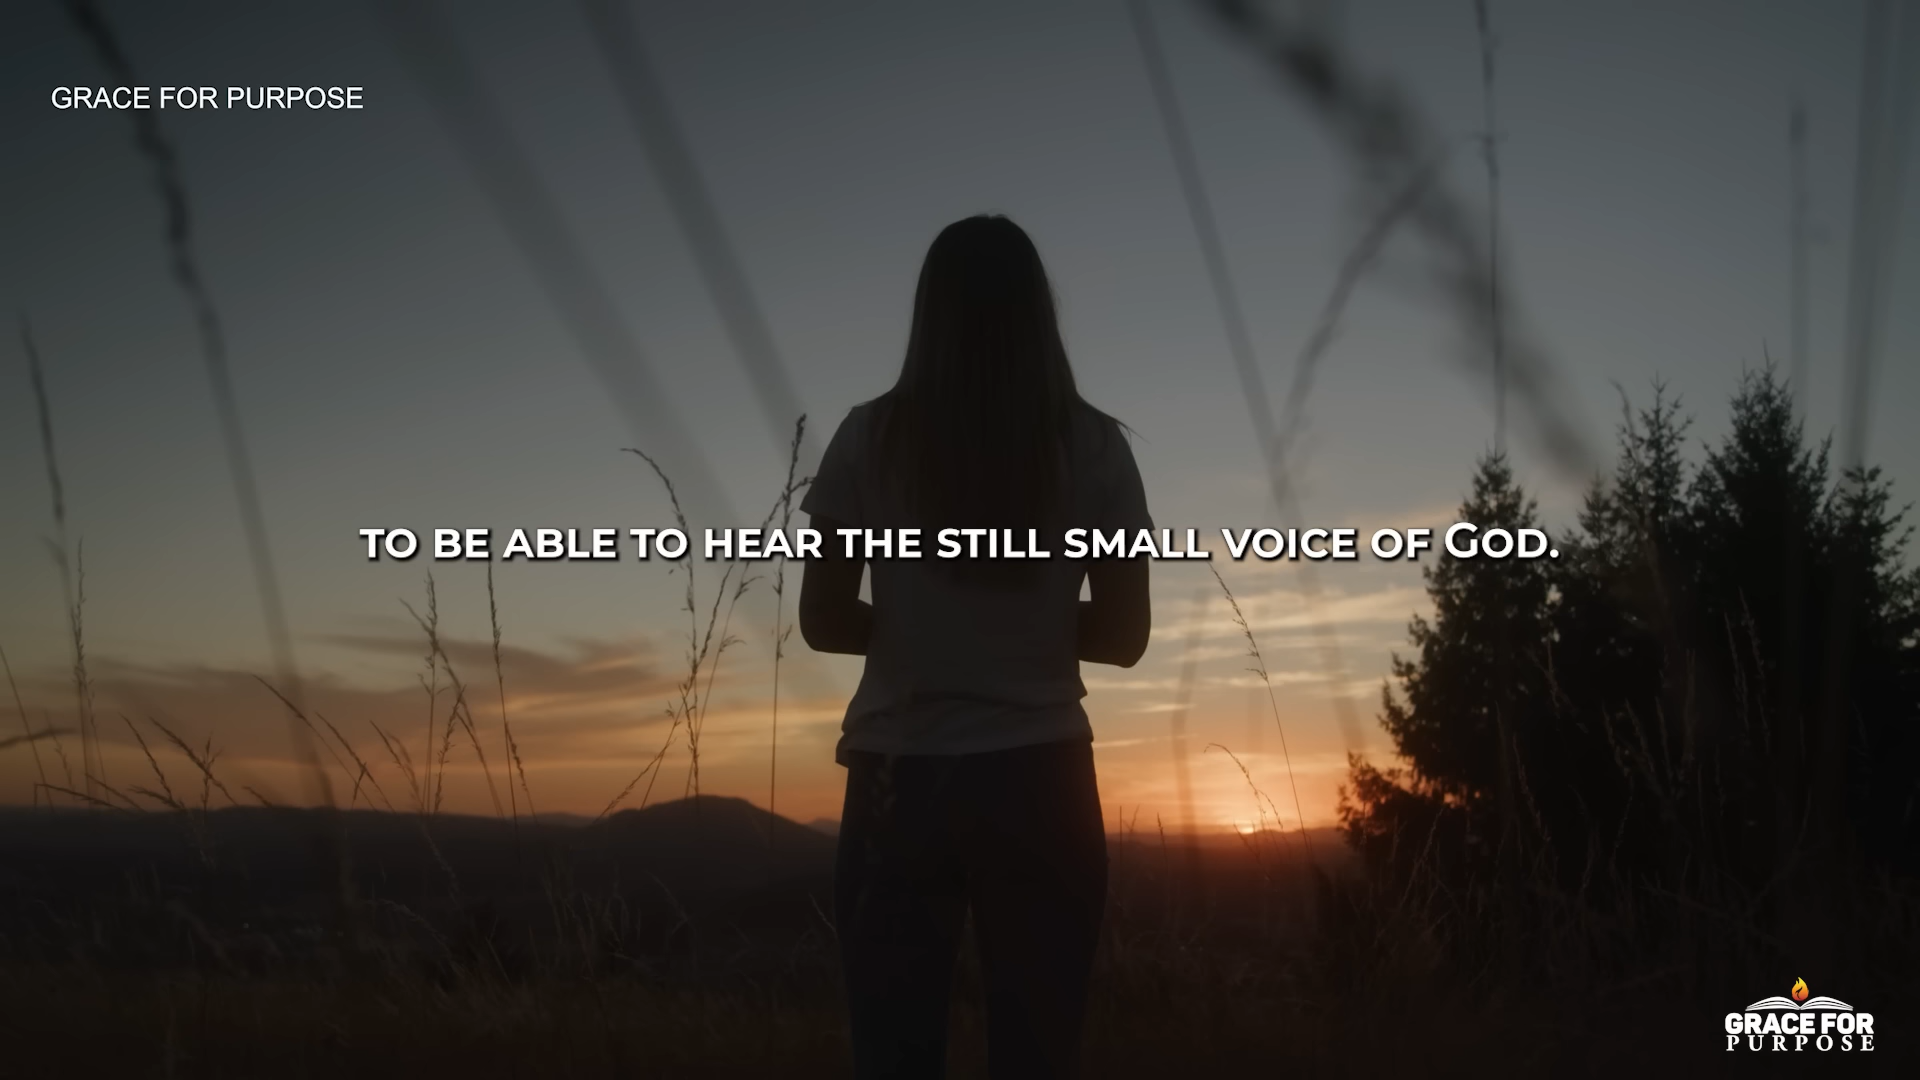 GRACE FOR PURPOSE
TO BE ABLE TO HEAR THE STILL SMALL VOICE OF GOD.
GRACE FOR
PURPOSE